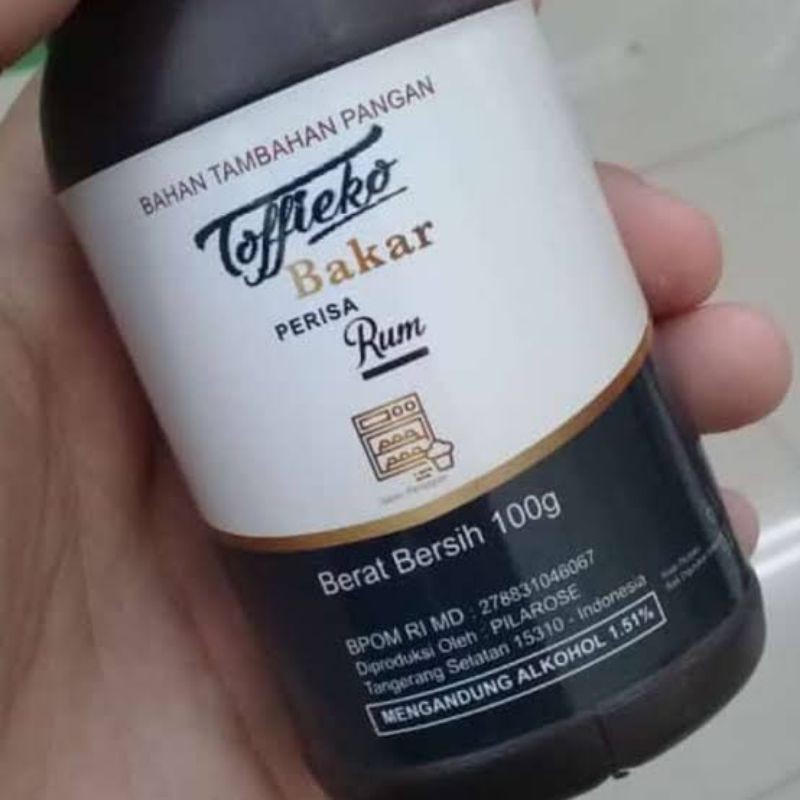 BAHAN TAMBAHAN PANGAN
Toffieko
Bakar
PERISA
Rum
Berat Bersih 100g
BPOM RI MD : 278831046067
Diproduksi Oleh : PILAROSE
Tangerang Selatan 15310 - Indonesia
MENGANDUNG ALKOHOL 1.51%